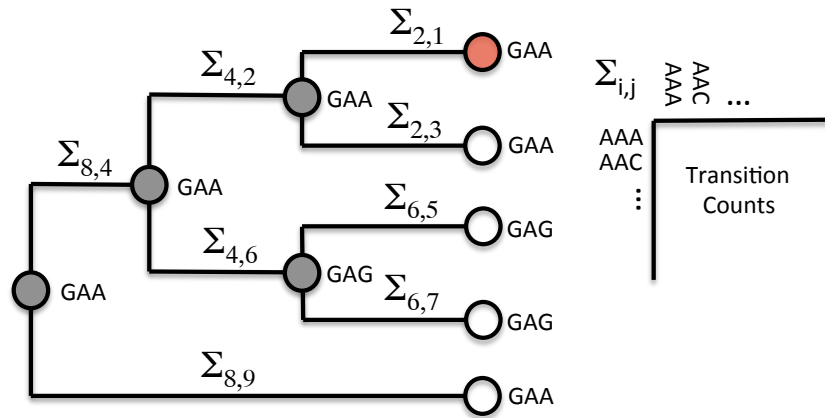 Σ2,1
GAA
Σ4,2
GAA
Σ2,3
GAA
Σ8,4
GAA
Σ6,5
GAG
Σ4,6
GAG
Σ6,7
GAG
GAA
Σ8,9
GAA
Σi,j
AAA
AAC
...
AAA
AAC
...
Transition
Counts